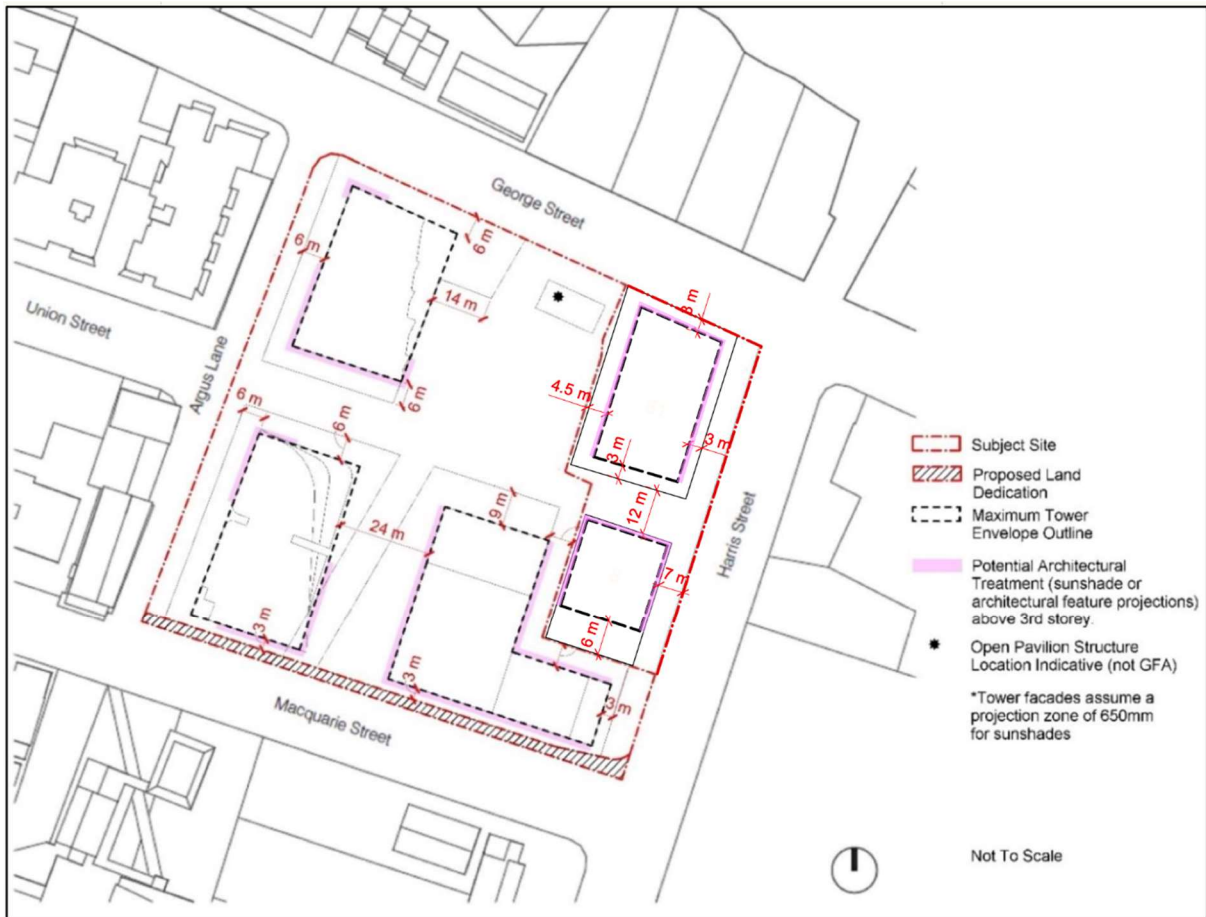 George Street
6 m
6 m
14 m
3 m
Union Street
Argus Lane
4.5 m
6 m
3 m
3 m
6 m
6 m
12 m
9 m
24 m
Harris Street
7 m
6 m
3 m
3 m
3 m
Macquarie Street
Subject Site
Proposed Land
Dedication
Maximum Tower
Envelope Outline
Potential Architectural
Treatment (sunshade or
architectural feature projections)
above 3rd storey.
Open Pavilion Structure
Location Indicative (not GFA)
*Tower facades assume a
projection zone of 650mm
for sunshades
Not To Scale